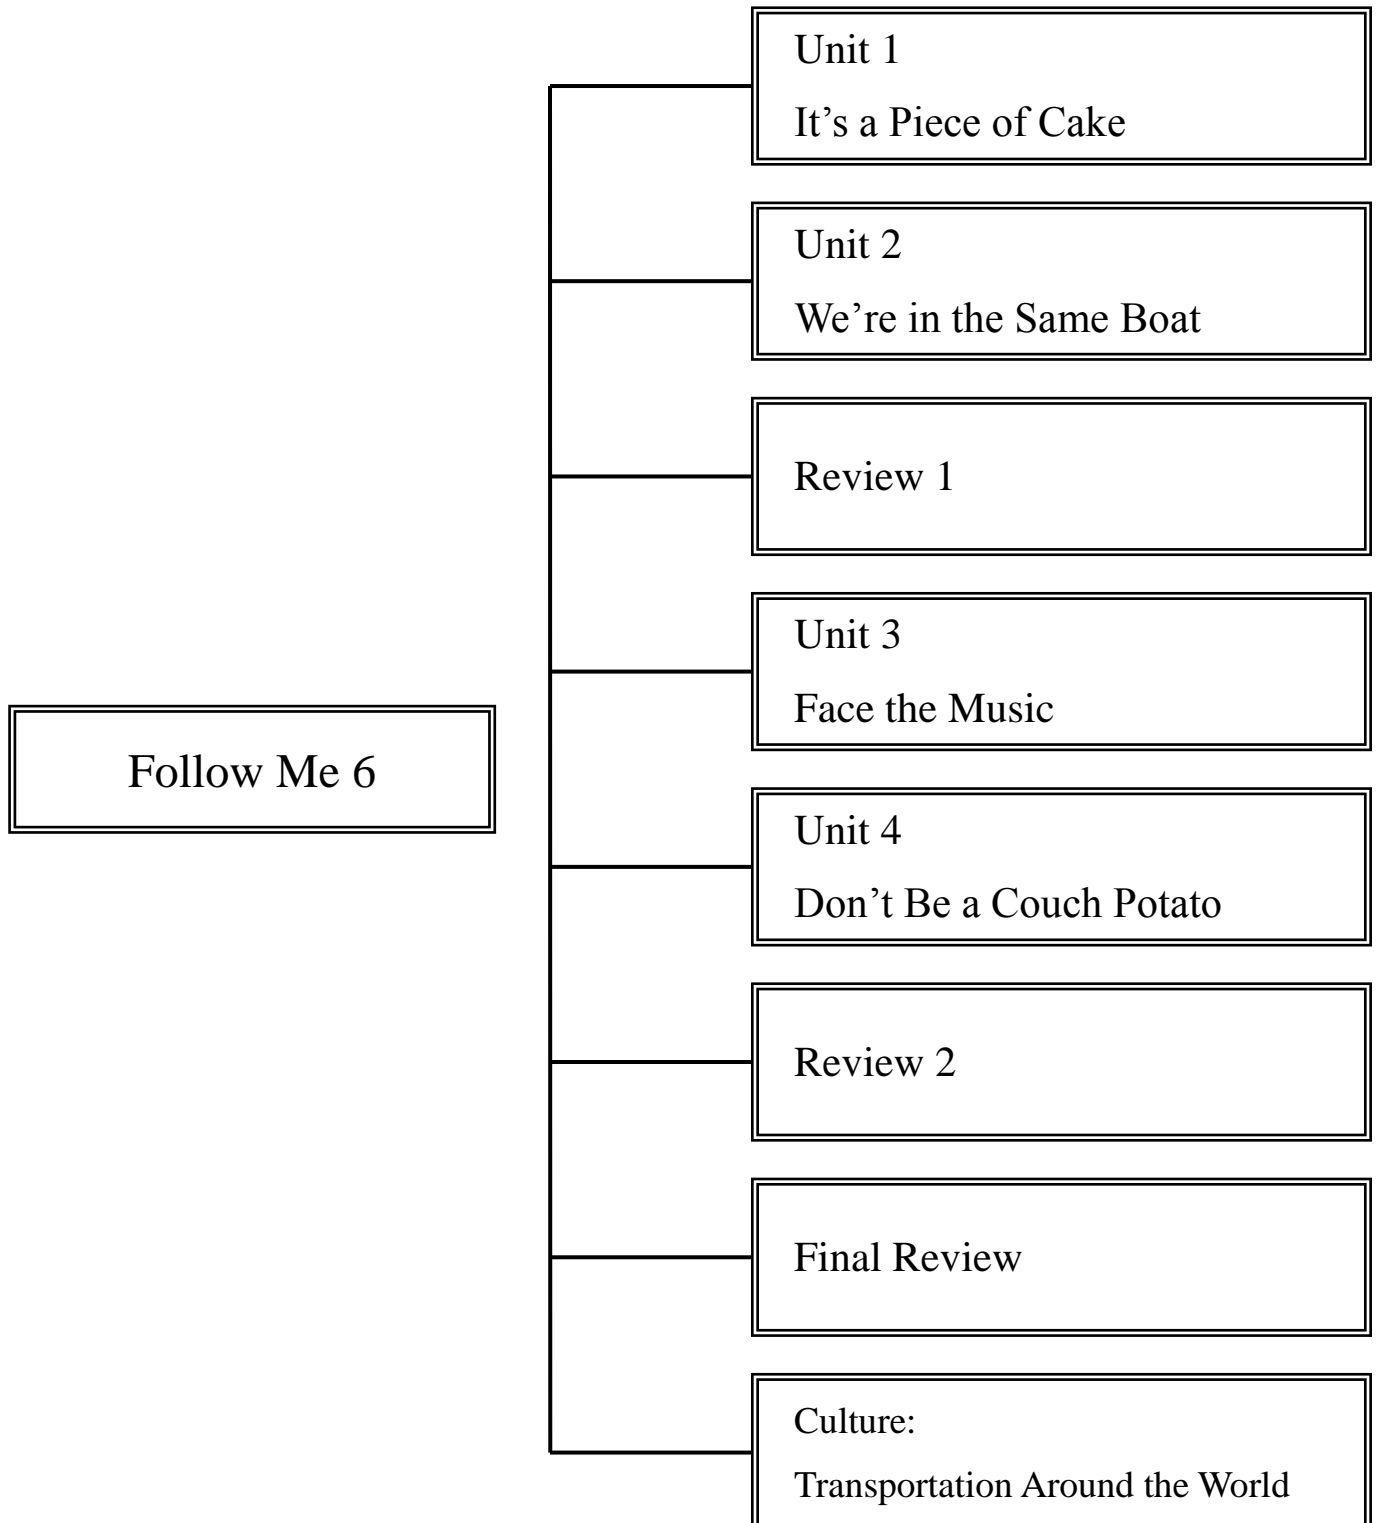 Unit 1
It’s a Piece of Cake
Unit 2
We’re in the Same Boat
Review 1
Unit 3
Face the Music
Follow Me 6
Unit 4
Don’t Be a Couch Potato
Review 2
Final Review
Culture:
Transportation Around the World